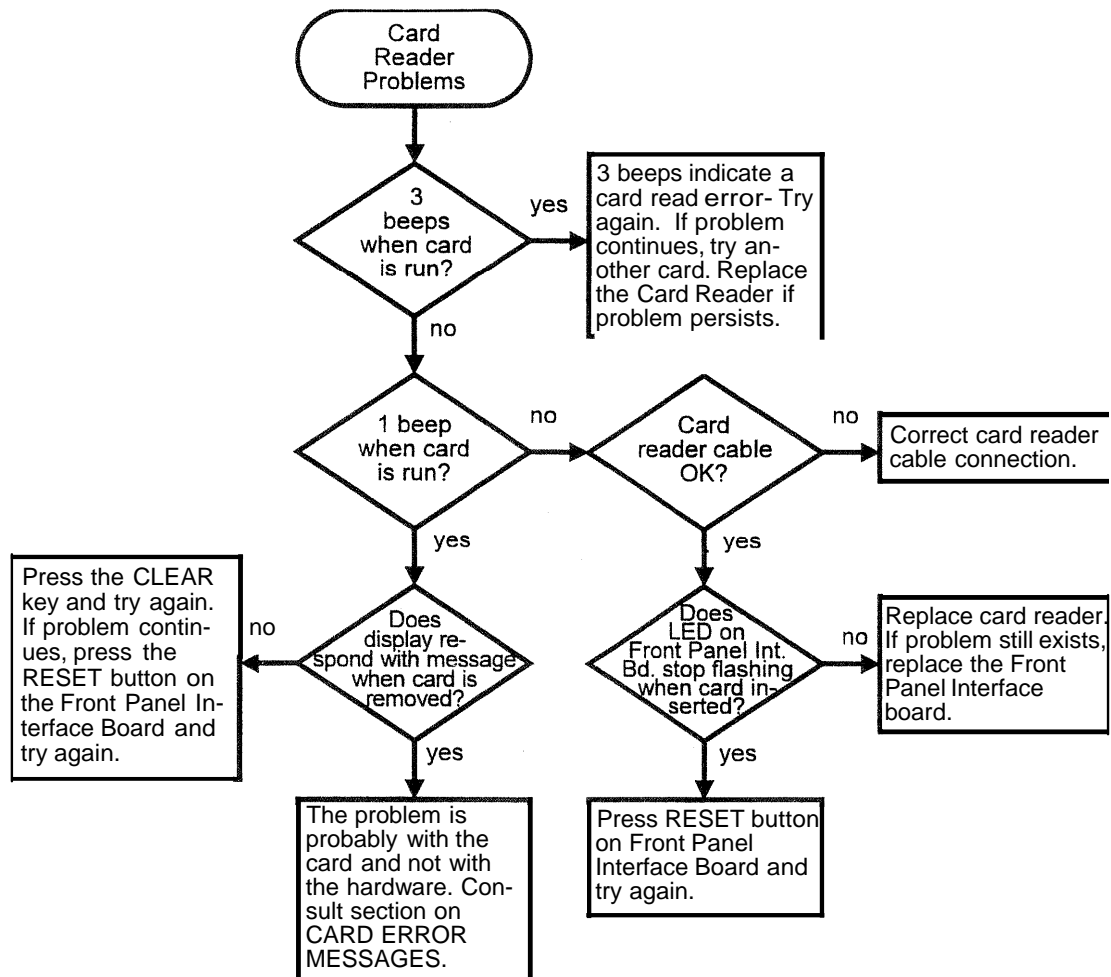 Card
Reader
Problems
3
beeps
when card
is run?
yes
3 beeps indicate a
card read error- Try
again. If problem
continues, try an-
other card. Replace
the Card Reader if
problem persists.
no
1 beep
when card
is run?
no
Card
reader cable
OK?
no
Correct card reader
cable connection.
yes
yes
Press the CLEAR
key and try again.
If problem contin-
ues, press the
RESET button on
the Front Panel In-
terface Board and
try again.
no
Does
display re-
spond with message
when card is
removed?
Does
LED on
Front Panel Int.
Bd. stop flashing
when card in-
serted?
no
Replace card reader.
If problem still exists,
replace the Front
Panel Interface
board.
yes
yes
The problem is
probably with the
card and not with
the hardware. Con-
sult section on
CARD ERROR
MESSAGES.
Press RESET button
on Front Panel
Interface Board and
try again.